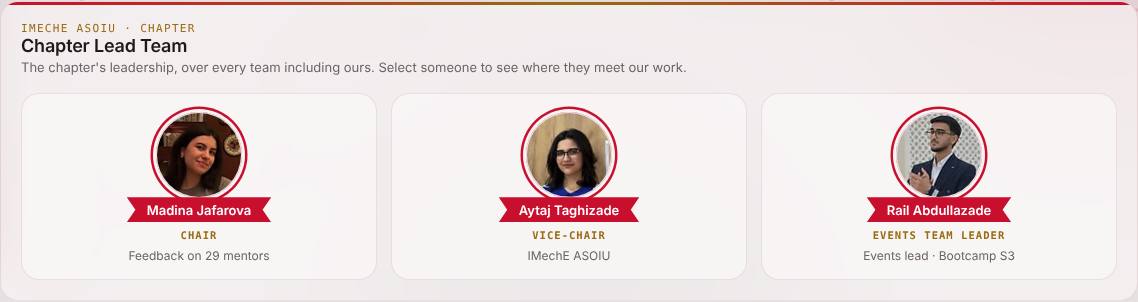 IMECHE ASOIU · CHAPTER
Chapter Lead Team
The chapter's leadership, over every team including ours. Select someone to see where they meet our work.
Madina Jafarova
CHAIR
Feedback on 29 mentors
Aytaj Taghizade
VICE-CHAIR
IMechE ASOIU
Rail Abdullazade
EVENTS TEAM LEADER
Events lead · Bootcamp S3